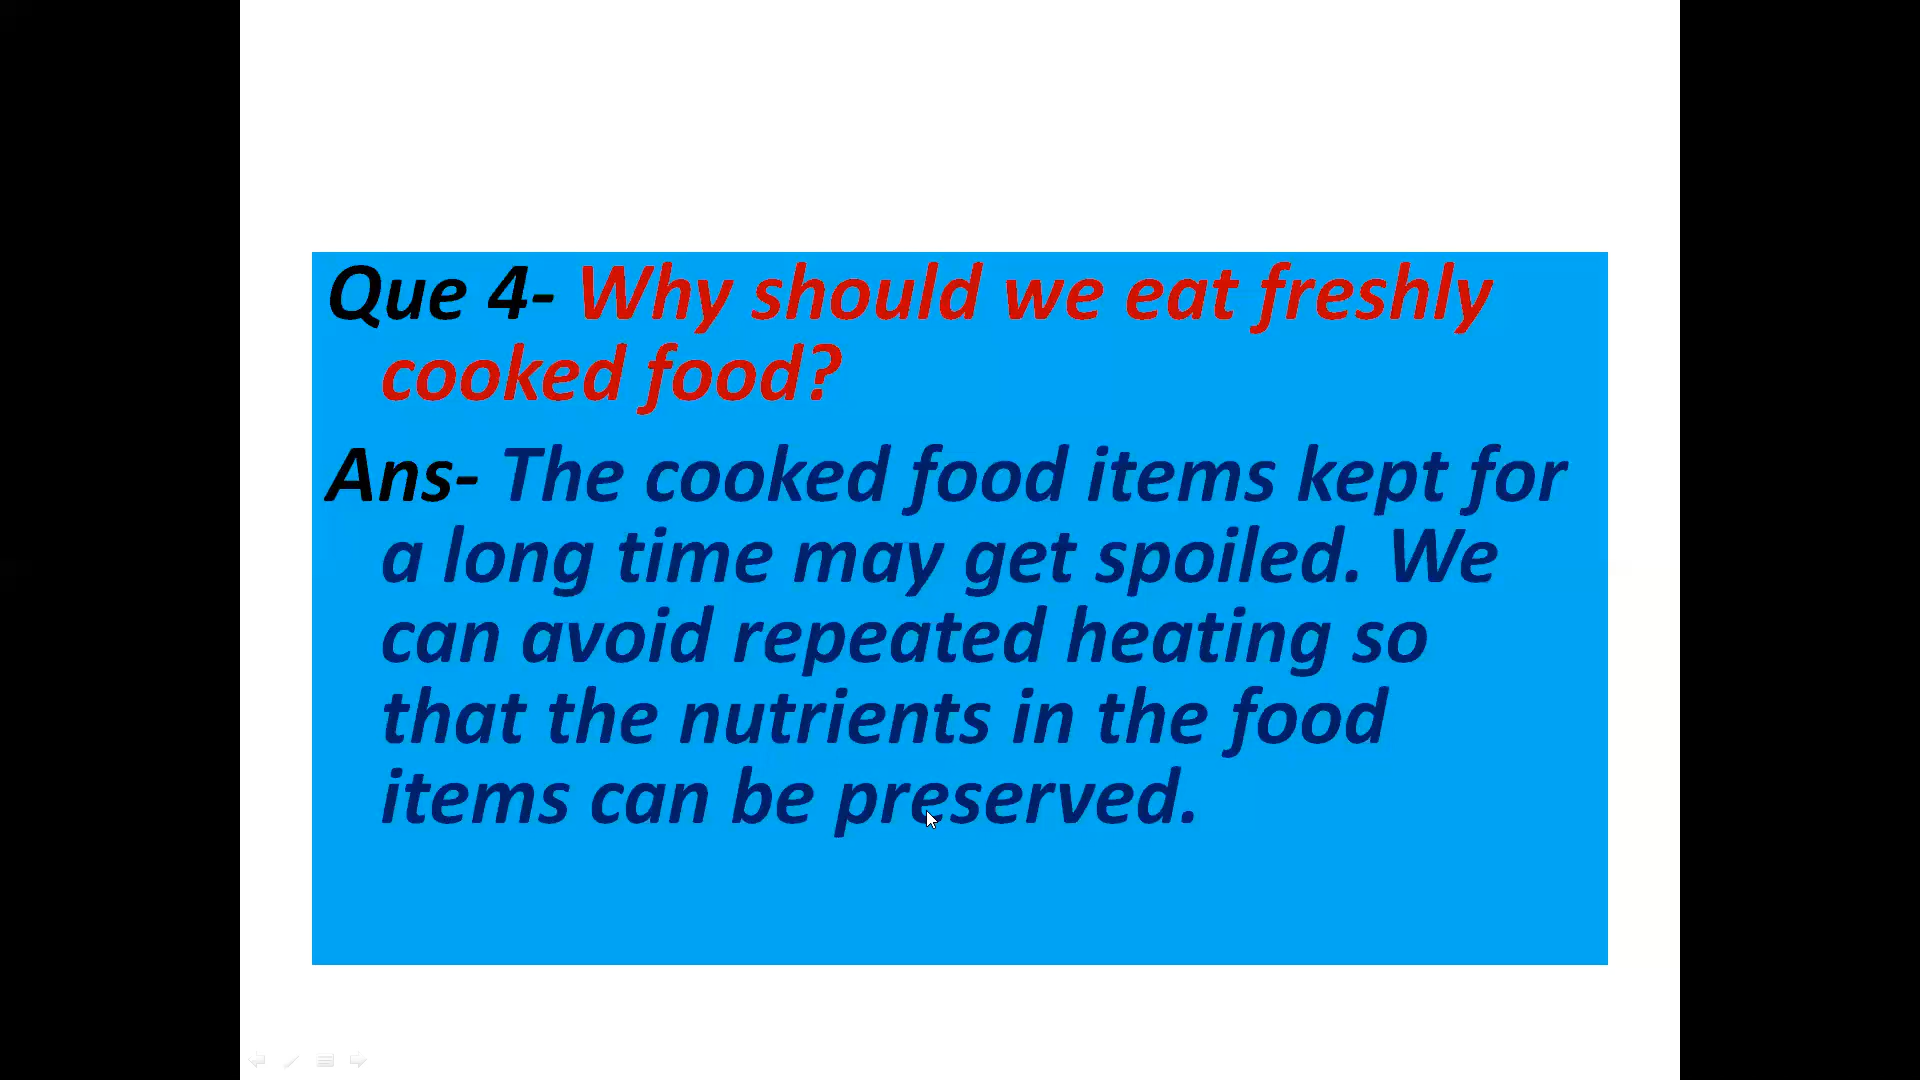 Que 4- Why should we eat freshly
cooked food?
Ans- The cooked food items kept for
a long time may get spoiled. We
can avoid repeated heating so
that the nutrients in the food
items can be preserved.